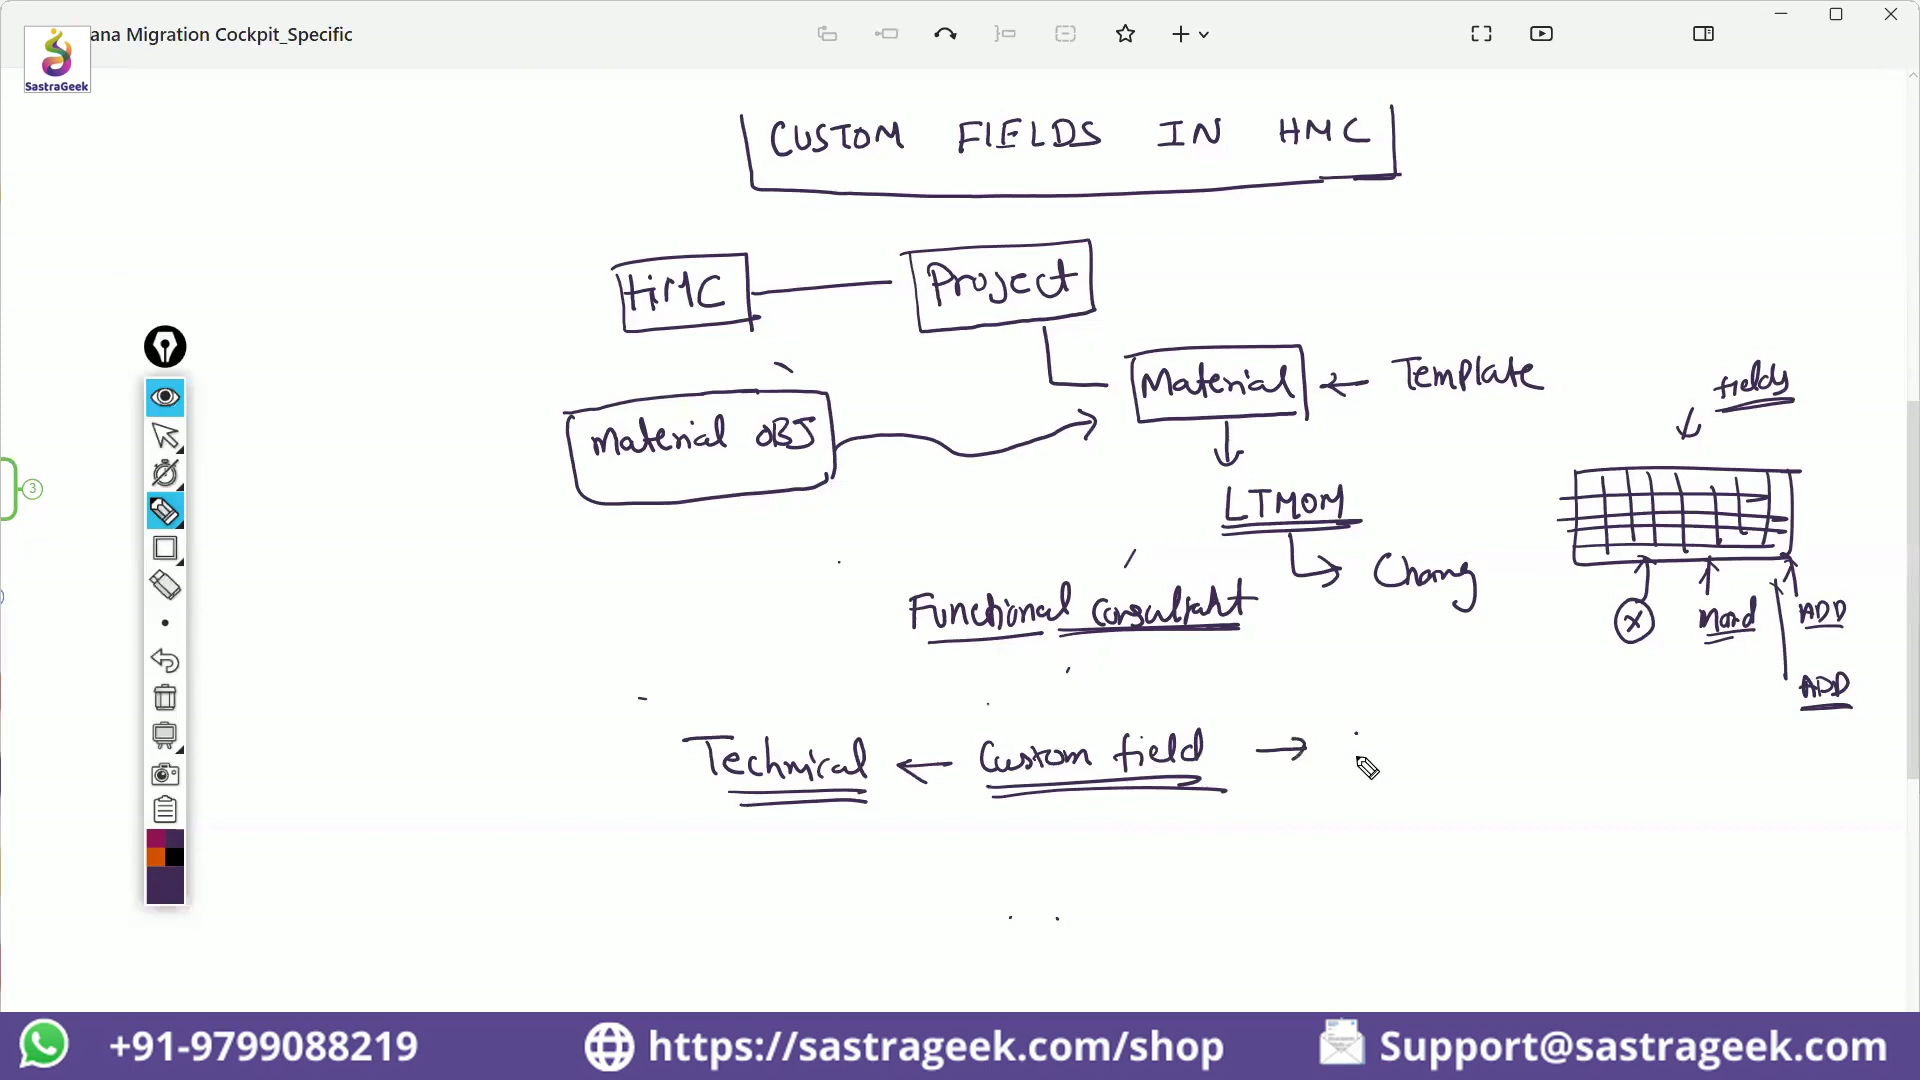 ana Migration Cockpit_Specific
SastraGeek
CUSTOM FIELDS IN HMC
HMC
Project
Material
Template
fields
Material OBJ
LTMOM
Chang
Functional Consultant
X
Mand
ADD
ADD
Technical
Custom field
3
+91-9799088219
https://sastrageek.com/shop
Support@sastrageek.com